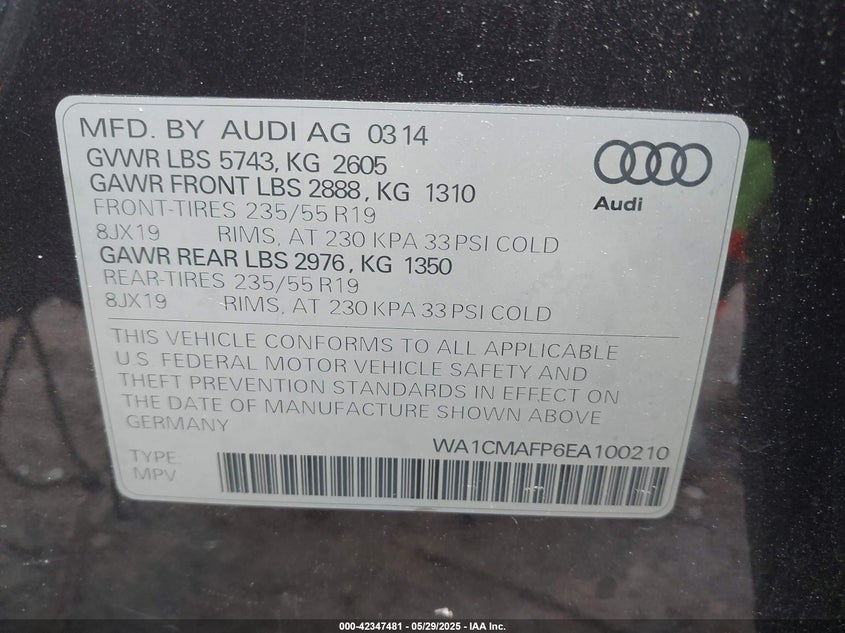 MFD. BY AUDI AG 03 14
GVWR LBS 5743, KG 2605
GAWR FRONT LBS 2888, KG 1310
FRONT-TIRES 235/55 R19
8JX19 RIMS, AT 230 KPA 33 PSI COLD
GAWR REAR LBS 2976, KG 1350
REAR-TIRES 235/55 R19
8JX19 RIMS, AT 230 KPA 33 PSI COLD
Audi
THIS VEHICLE CONFORMS TO ALL APPLICABLE
U.S. FEDERAL MOTOR VEHICLE SAFETY AND
THEFT PREVENTION STANDARDS IN EFFECT ON
THE DATE OF MANUFACTURE SHOWN ABOVE
GERMANY
WA1CMAFP6EA100210
TYPE:
MPV
000-42347481 - 05/29/2025 - IAA Inc.